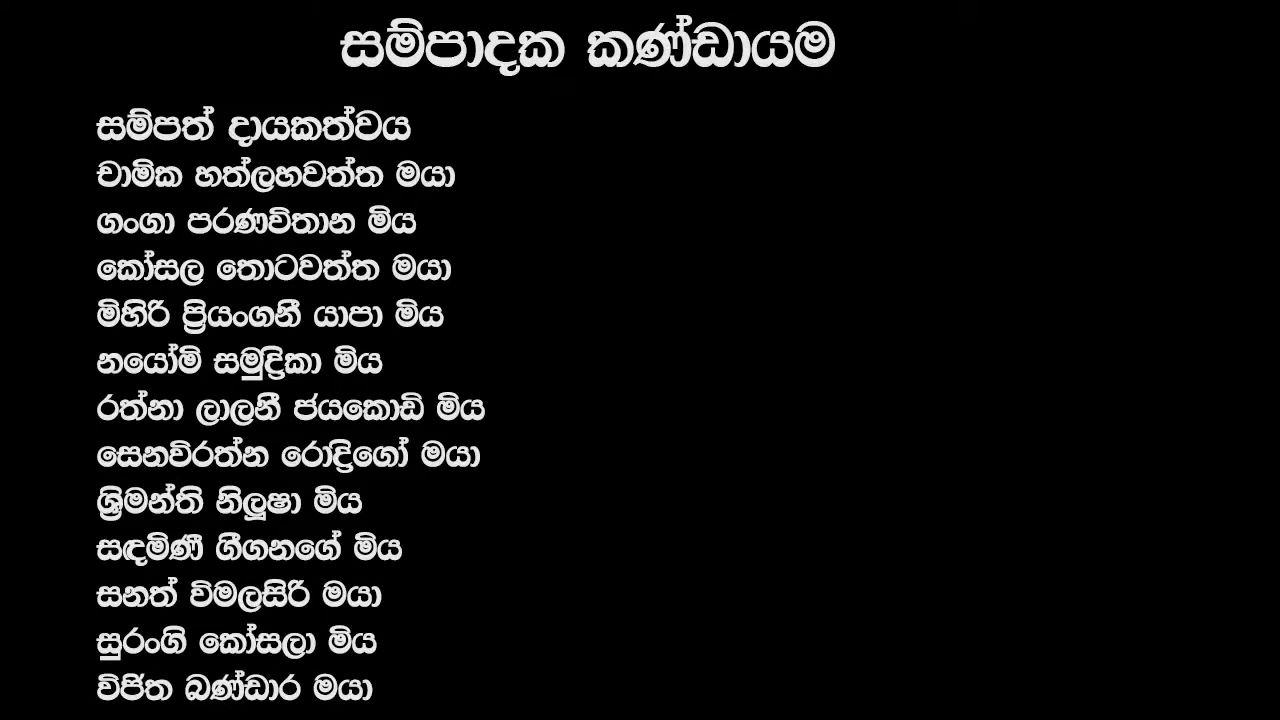 සම්පාදක කණ්ඩායම
සම්පත් දායකත්වය
චාමික හත්ලහවත්ත මයා
ගංගා පරණවිතාන මිය
කෝසල තොටවත්ත මයා
මිහිරි ප්‍රියංගනී යාපා මිය
නයෝමි සමුද්‍රිකා මිය
රත්නා ලාලනී ජයකොඩි මිය
සෙනවිරත්න රොද්‍රිගෝ මයා
ශ්‍රිමන්ති නිලූෂා මිය
සඳමිණී ගීගනගේ මිය
සනත් විමලසිරි මයා
සුරංගි කෝසලා මිය
විජිත බණ්ඩාර මයා